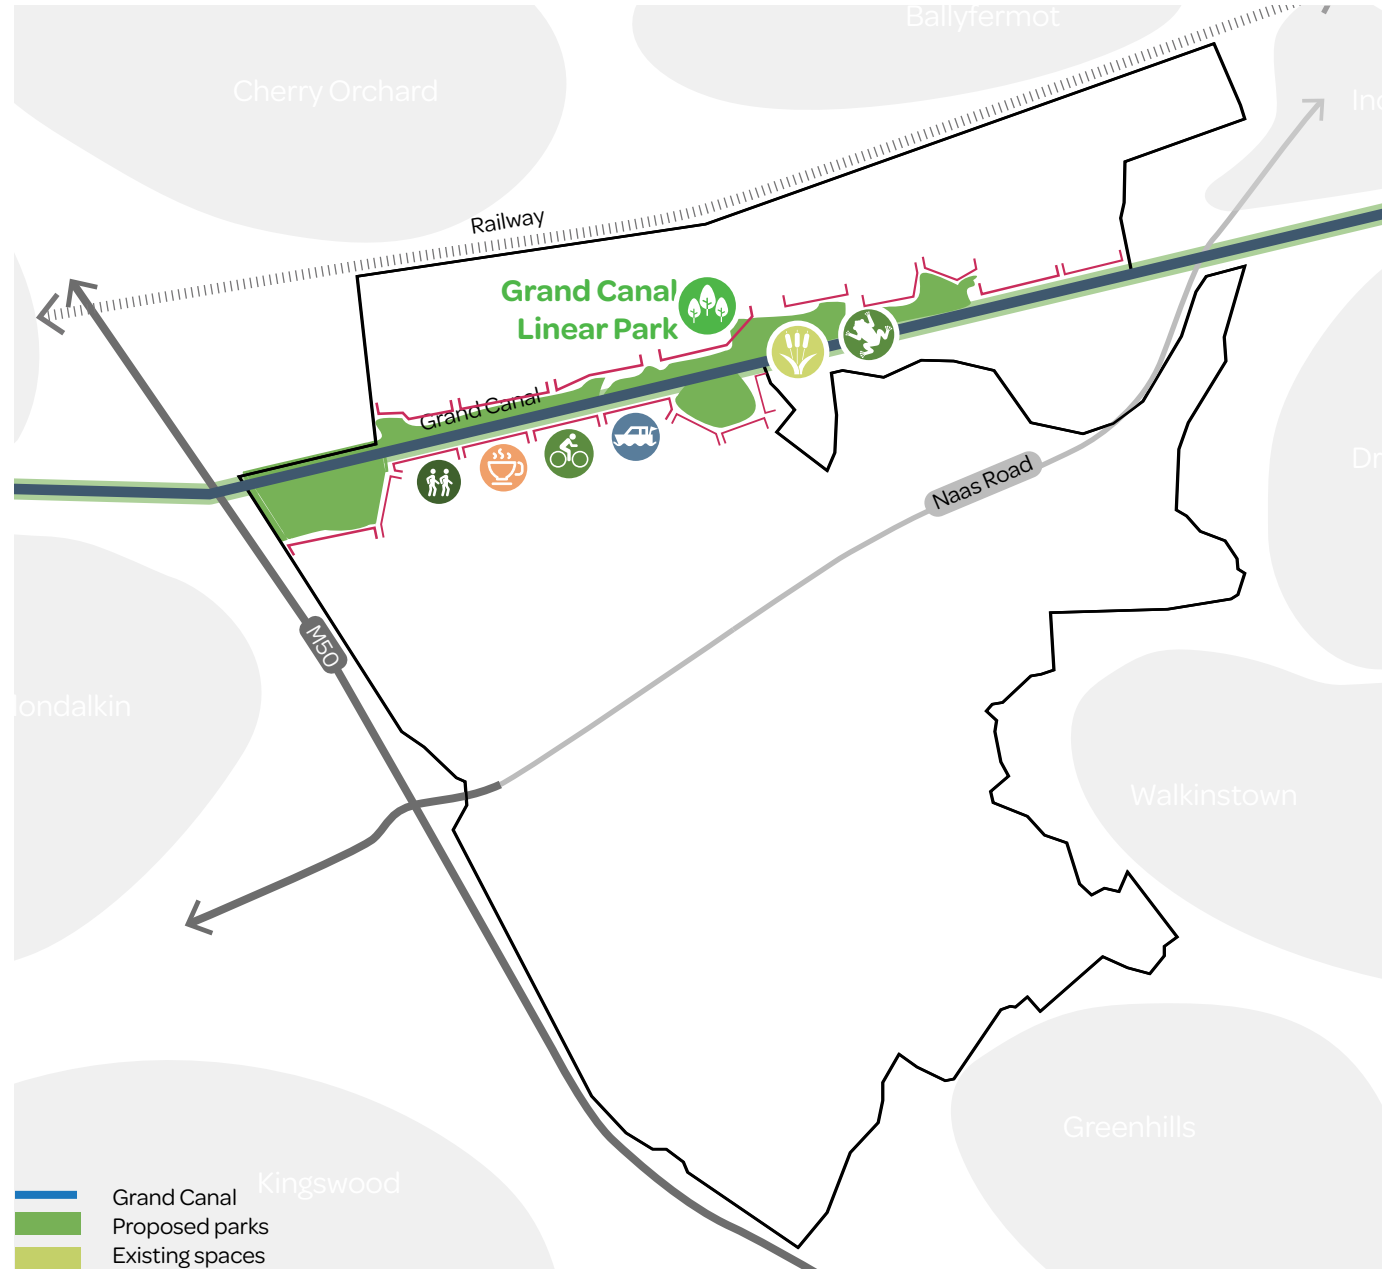 Ballyfermot
Cherry Orchard
Railway
Grand Canal
Linear Park
Grand Canal
Naas Road
M50
Walkinstown
Greenhills
Kingswood
Grand Canal
Proposed parks
Existing spaces